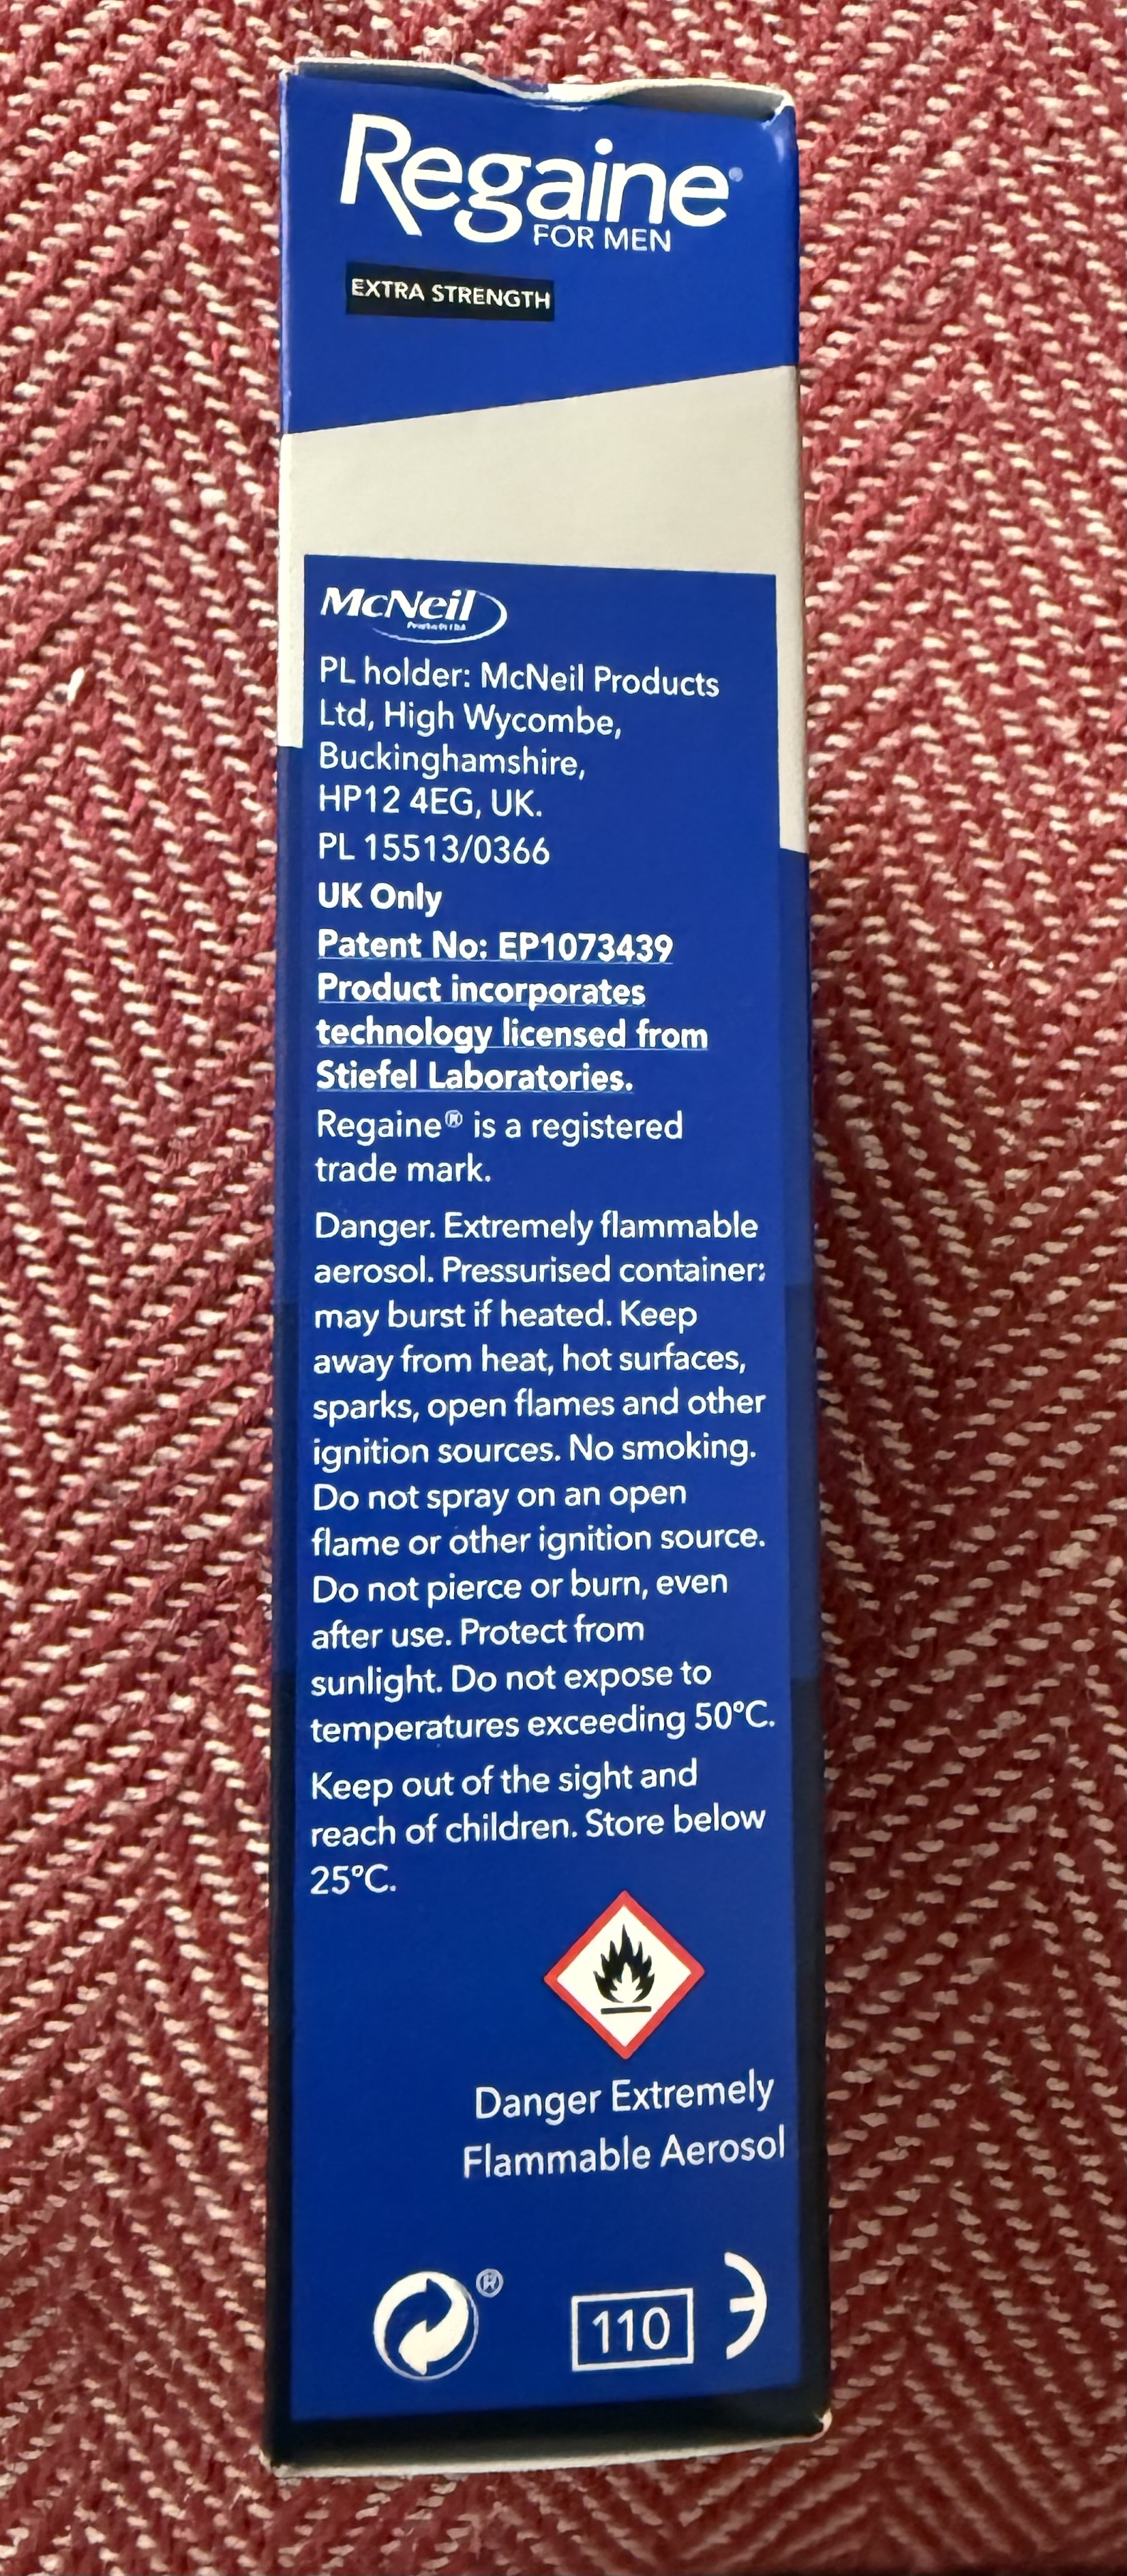 Regaine®
FOR MEN
EXTRA STRENGTH
McNeil
Products Ltd
PL holder: McNeil Products
Ltd, High Wycombe,
Buckinghamshire,
HP12 4EG, UK.
PL 15513/0366
UK Only
Patent No: EP1073439
Product incorporates
technology licensed from
Stiefel Laboratories.
Regaine® is a registered
trade mark.
Danger. Extremely flammable
aerosol. Pressurised container:
may burst if heated. Keep
away from heat, hot surfaces,
sparks, open flames and other
ignition sources. No smoking.
Do not spray on an open
flame or other ignition source.
Do not pierce or burn, even
after use. Protect from
sunlight. Do not expose to
temperatures exceeding 50°C.
Keep out of the sight and
reach of children. Store below
25°C.
Danger Extremely
Flammable Aerosol
® 110 Э